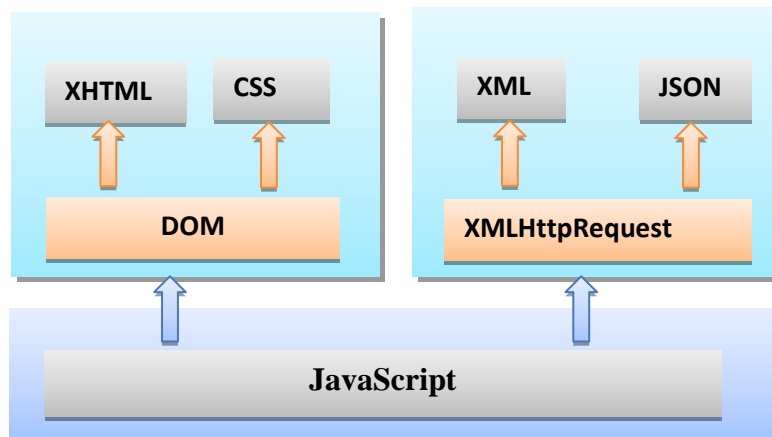 XHTML
CSS
XML
JSON
DOM
XMLHttpRequest
JavaScript